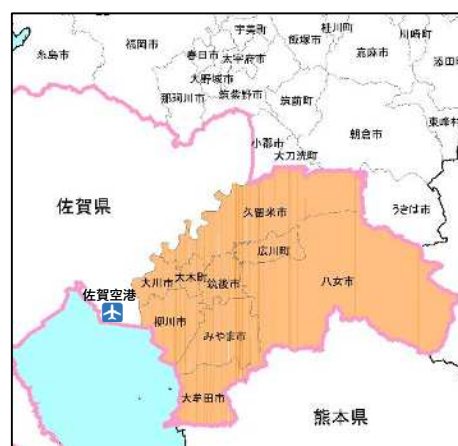 宇美町
桂川町
川崎町
糸島市
福岡市
春日市
太宰府市
飯塚市
嘉麻市
添田町
大野城市
那珂川市
筑紫野市
筑前町
朝倉市
東峰村
小郡市
大刀洗町
佐賀県
久留米市
うきは市
広川町
佐賀空港
大川市
大木町
筑後市
八女市
柳川市
みやま市
大牟田市
熊本県